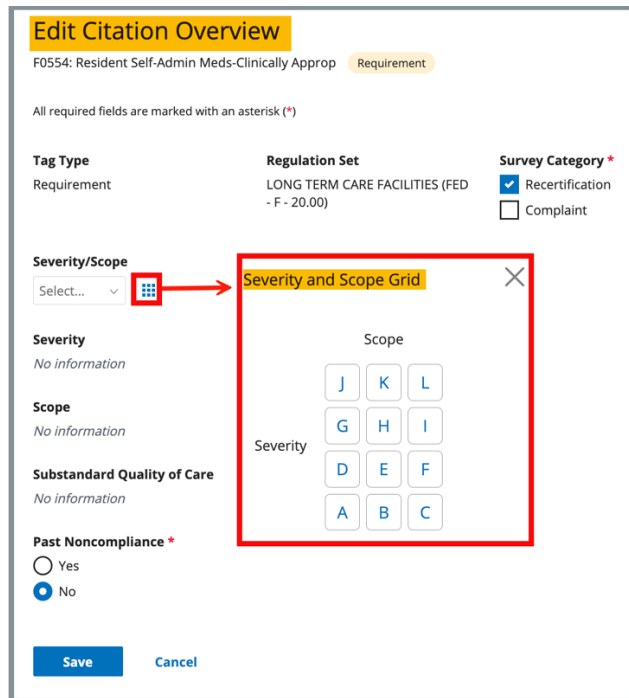 Edit Citation Overview
F0554: Resident Self-Admin Meds-Clinically Approp Requirement
All required fields are marked with an asterisk (*)
Tag Type
Requirement
Regulation Set
LONG TERM CARE FACILITIES (FED
- F - 20.00)
Survey Category *
Recertification
Complaint
Severity/Scope
Select...
Severity and Scope Grid
Scope
Severity
J K L
G H I
D E F
A B C
Severity
No information
Scope
No information
Substandard Quality of Care
No information
Past Noncompliance *
Yes
No
Save Cancel